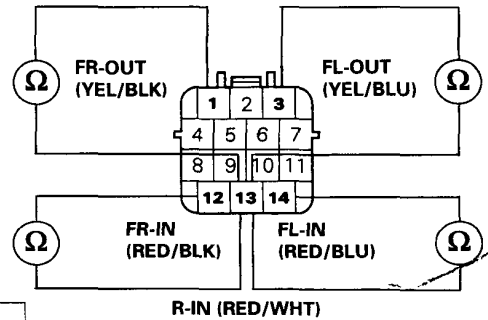 FR-OUT
(YEL/BLK)
FL-OUT
(YEL/BLU)
Ω
Ω
1 2 3
4 5 6 7
8 9 10 11
12 13 14
FR-IN
(RED/BLK)
FL-IN
(RED/BLU)
Ω
Ω
R-IN (RED/WHT)